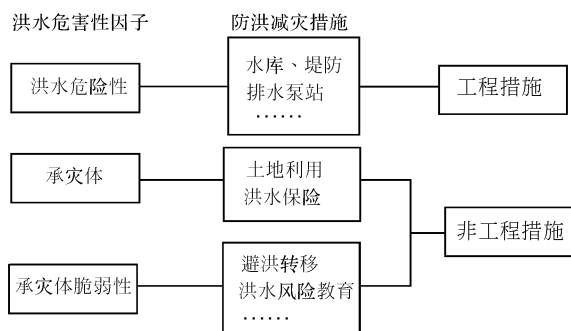 洪水危害性因子
防洪减灾措施
洪水危险性
水库、堤防
排水泵站
……
工程措施
承灾体
土地利用
洪水保险
非工程措施
承灾体脆弱性
避洪转移
洪水风险教育
……